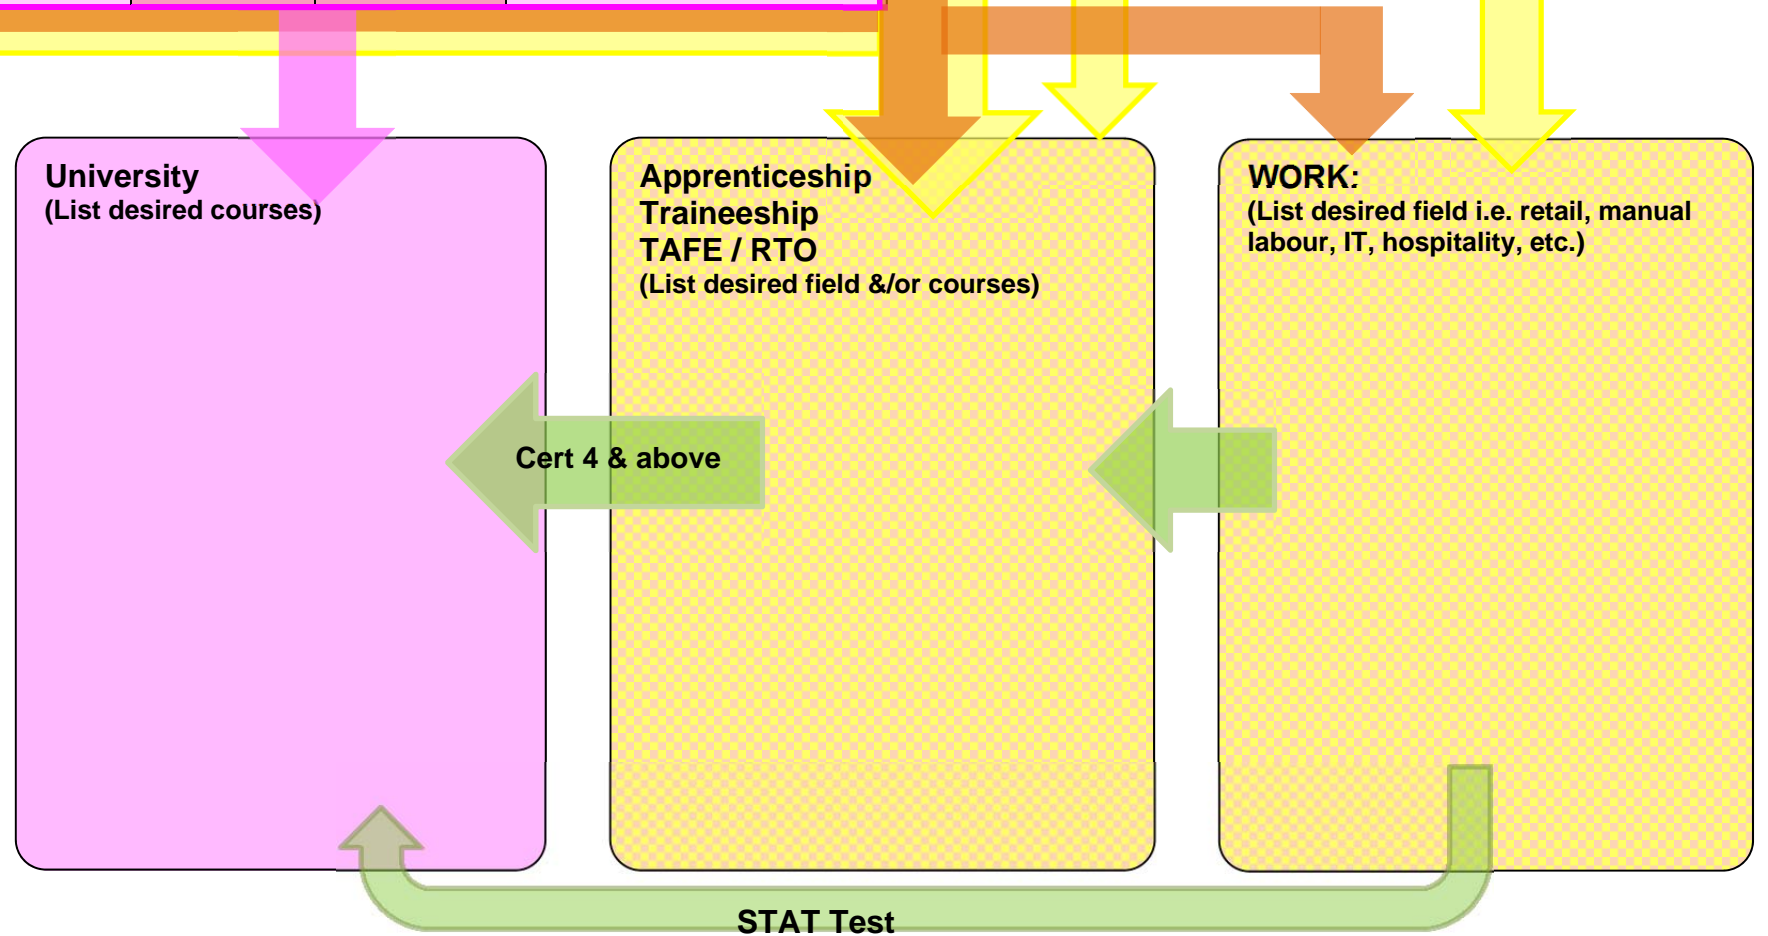 University
(List desired courses)
Apprenticeship
Traineeship
TAFE / RTO
(List desired field &/or courses)
WORK:
(List desired field i.e. retail, manual
labour, IT, hospitality, etc.)
Cert 4 & above
STAT Test